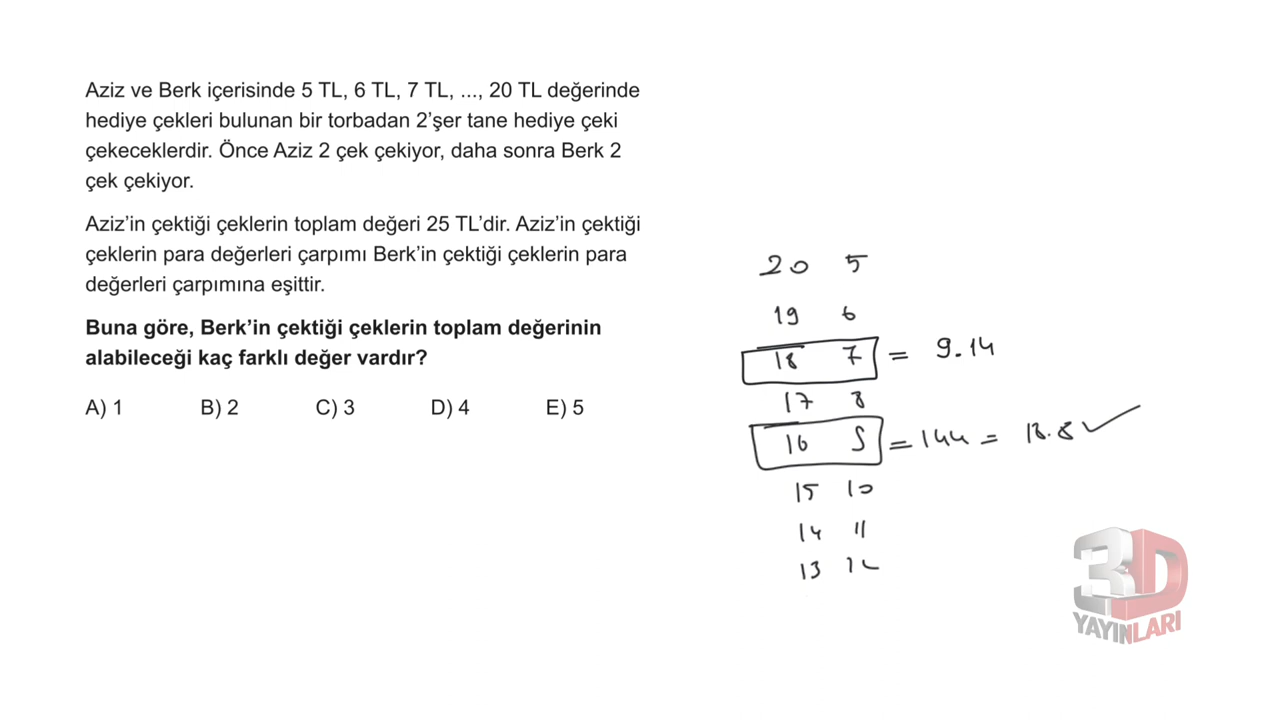 Aziz ve Berk içerisinde 5 TL, 6 TL, 7 TL, ..., 20 TL değerinde
hediye çekleri bulunan bir torbadan 2’şer tane hediye çeki
çekeceklerdir. Önce Aziz 2 çek çekiyor, daha sonra Berk 2
çek çekiyor.
Aziz’in çektiği çeklerin toplam değeri 25 TL’dir. Aziz’in çektiği
çeklerin para değerleri çarpımı Berk’in çektiği çeklerin para
değerleri çarpımına eşittir.
Buna göre, Berk’in çektiği çeklerin toplam değerinin
alabileceği kaç farklı değer vardır?
A) 1 B) 2 C) 3 D) 4 E) 5
20 5
19 6
18 7 = 9.14
17 8
16 9 = 144 = 18.8
15 10
14 11
13 12
3D
YAYINLARI